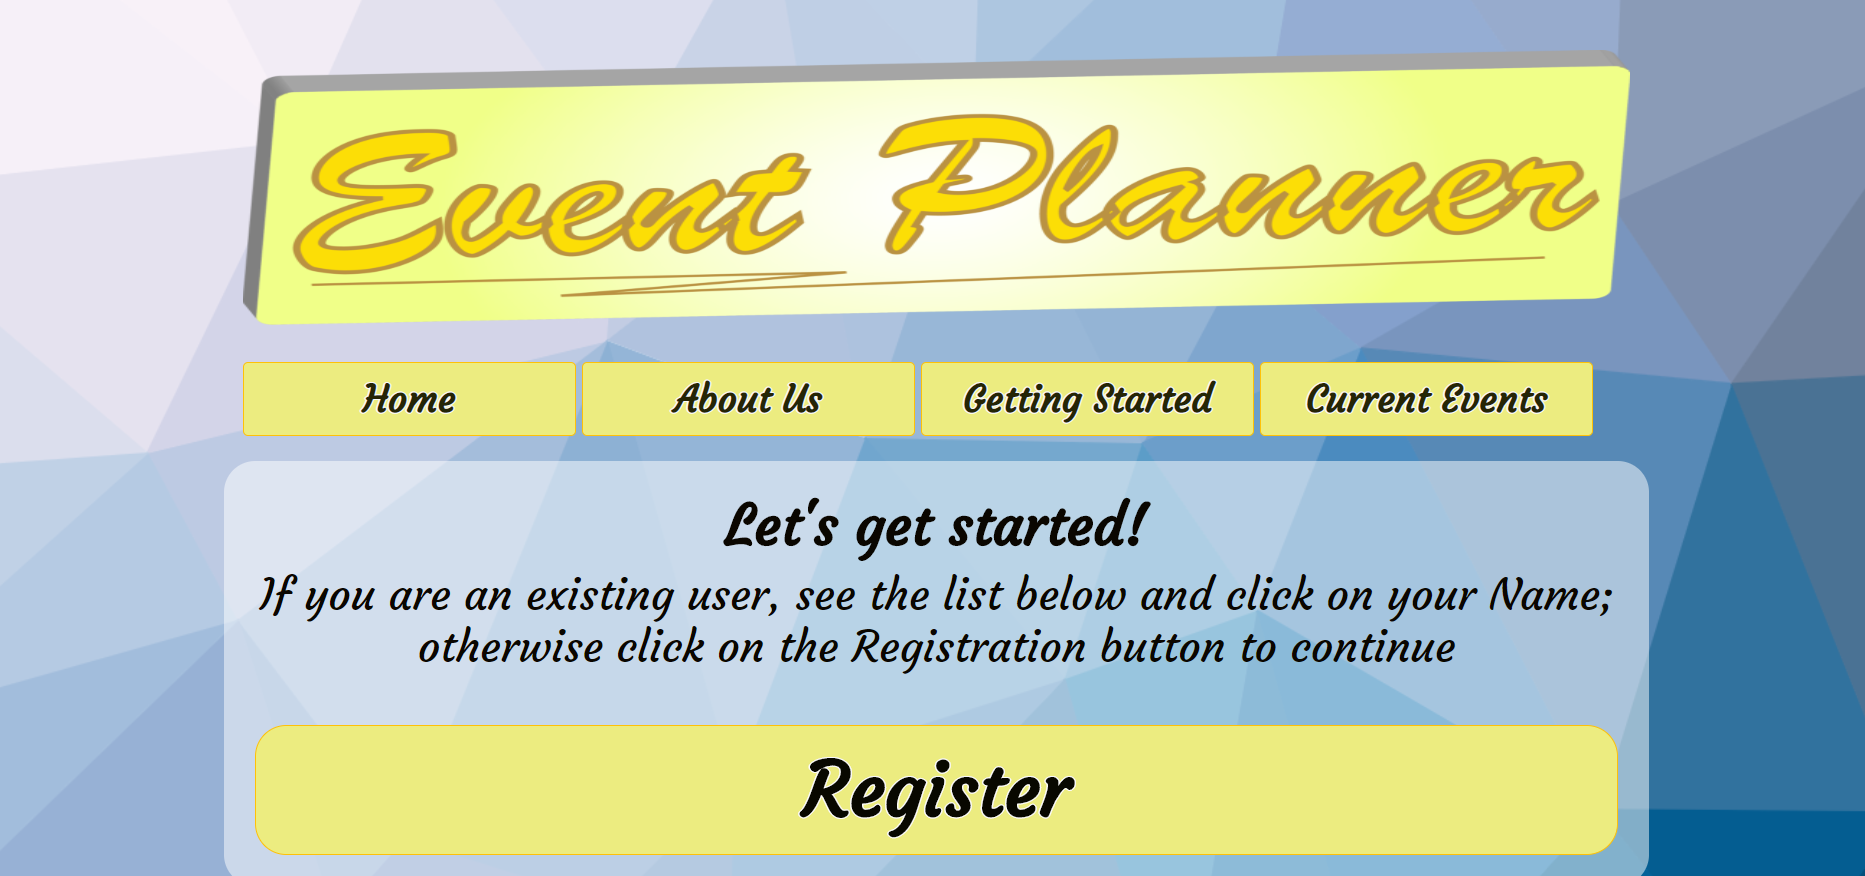 Event Planner
Home
About Us
Getting Started
Current Events
Let's get started!
If you are an existing user, see the list below and click on your Name;
otherwise click on the Registration button to continue
Register